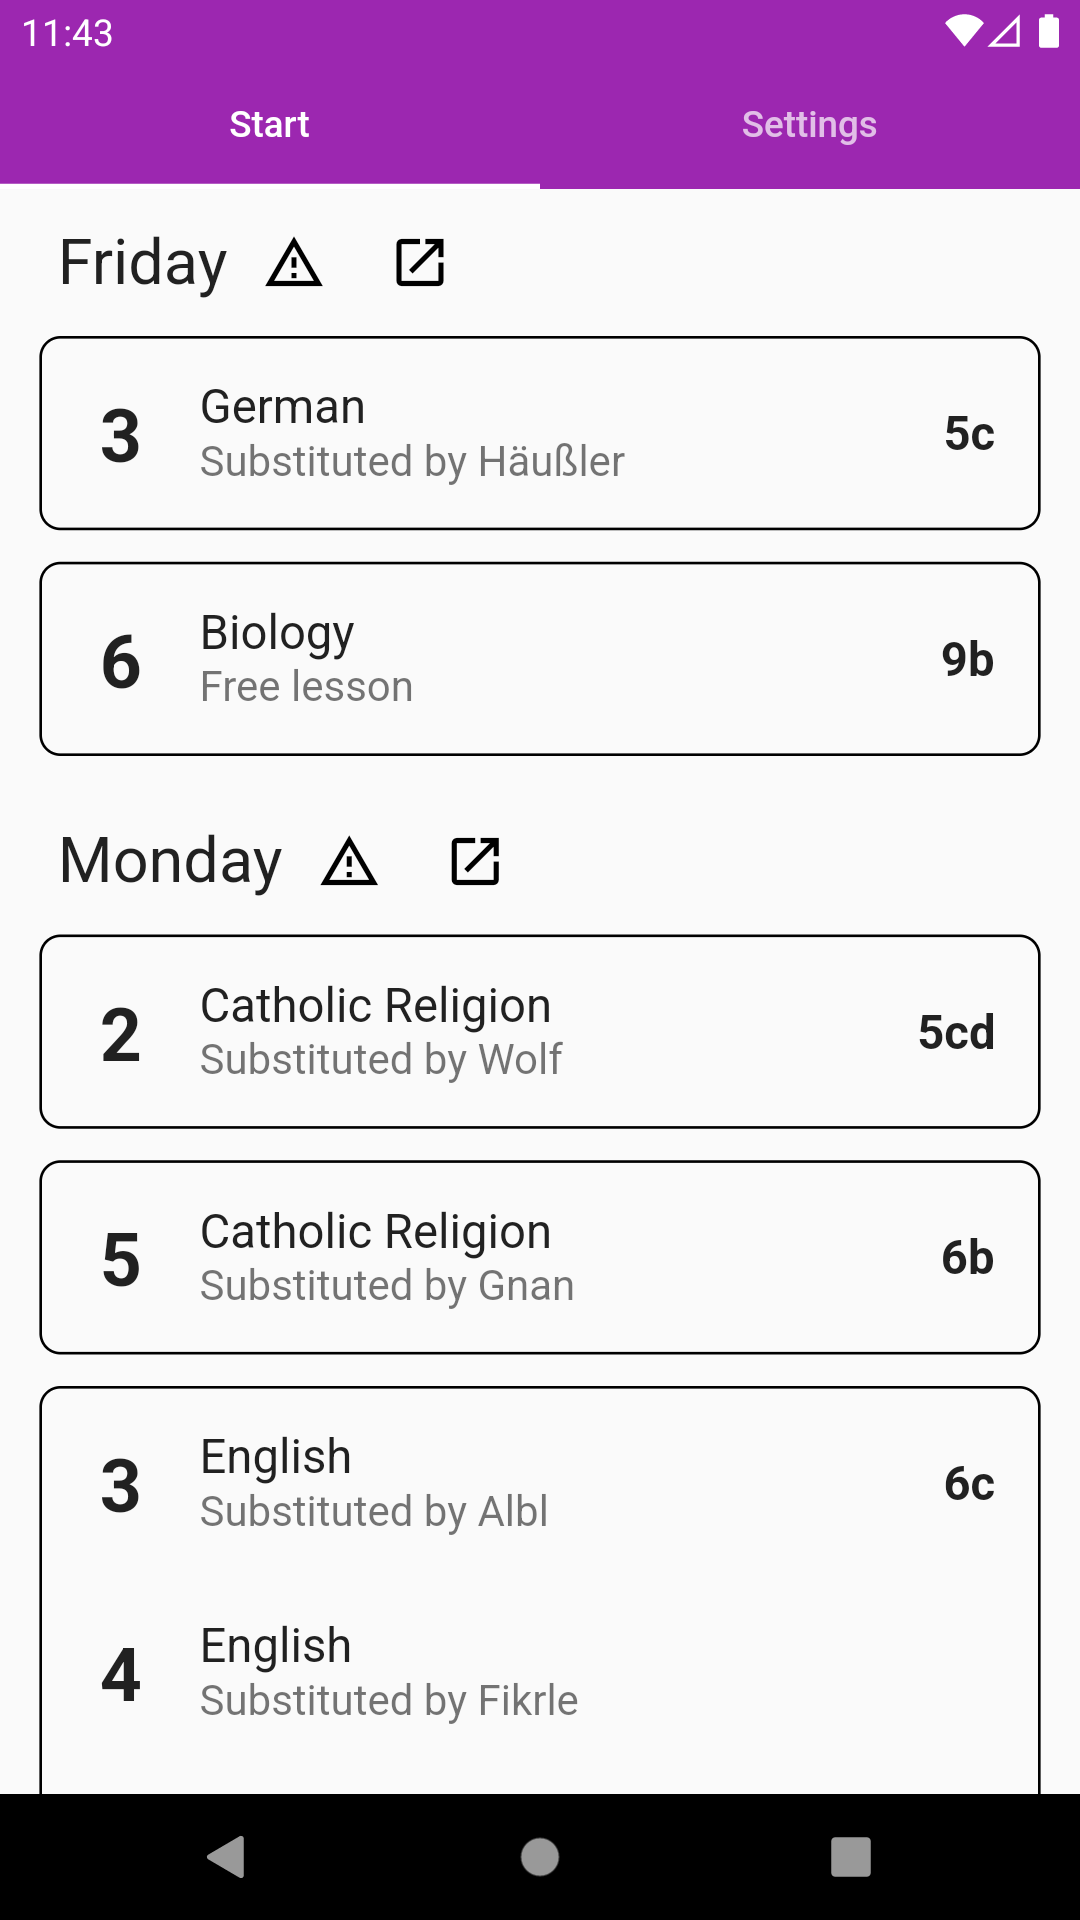 11:43
Start
Settings
Friday
3
German
Substituted by Häußler
5c
6
Biology
Free lesson
9b
Monday
2
Catholic Religion
Substituted by Wolf
5cd
5
Catholic Religion
Substituted by Gnan
6b
3
English
Substituted by Albl
6c
4
English
Substituted by Fikrle